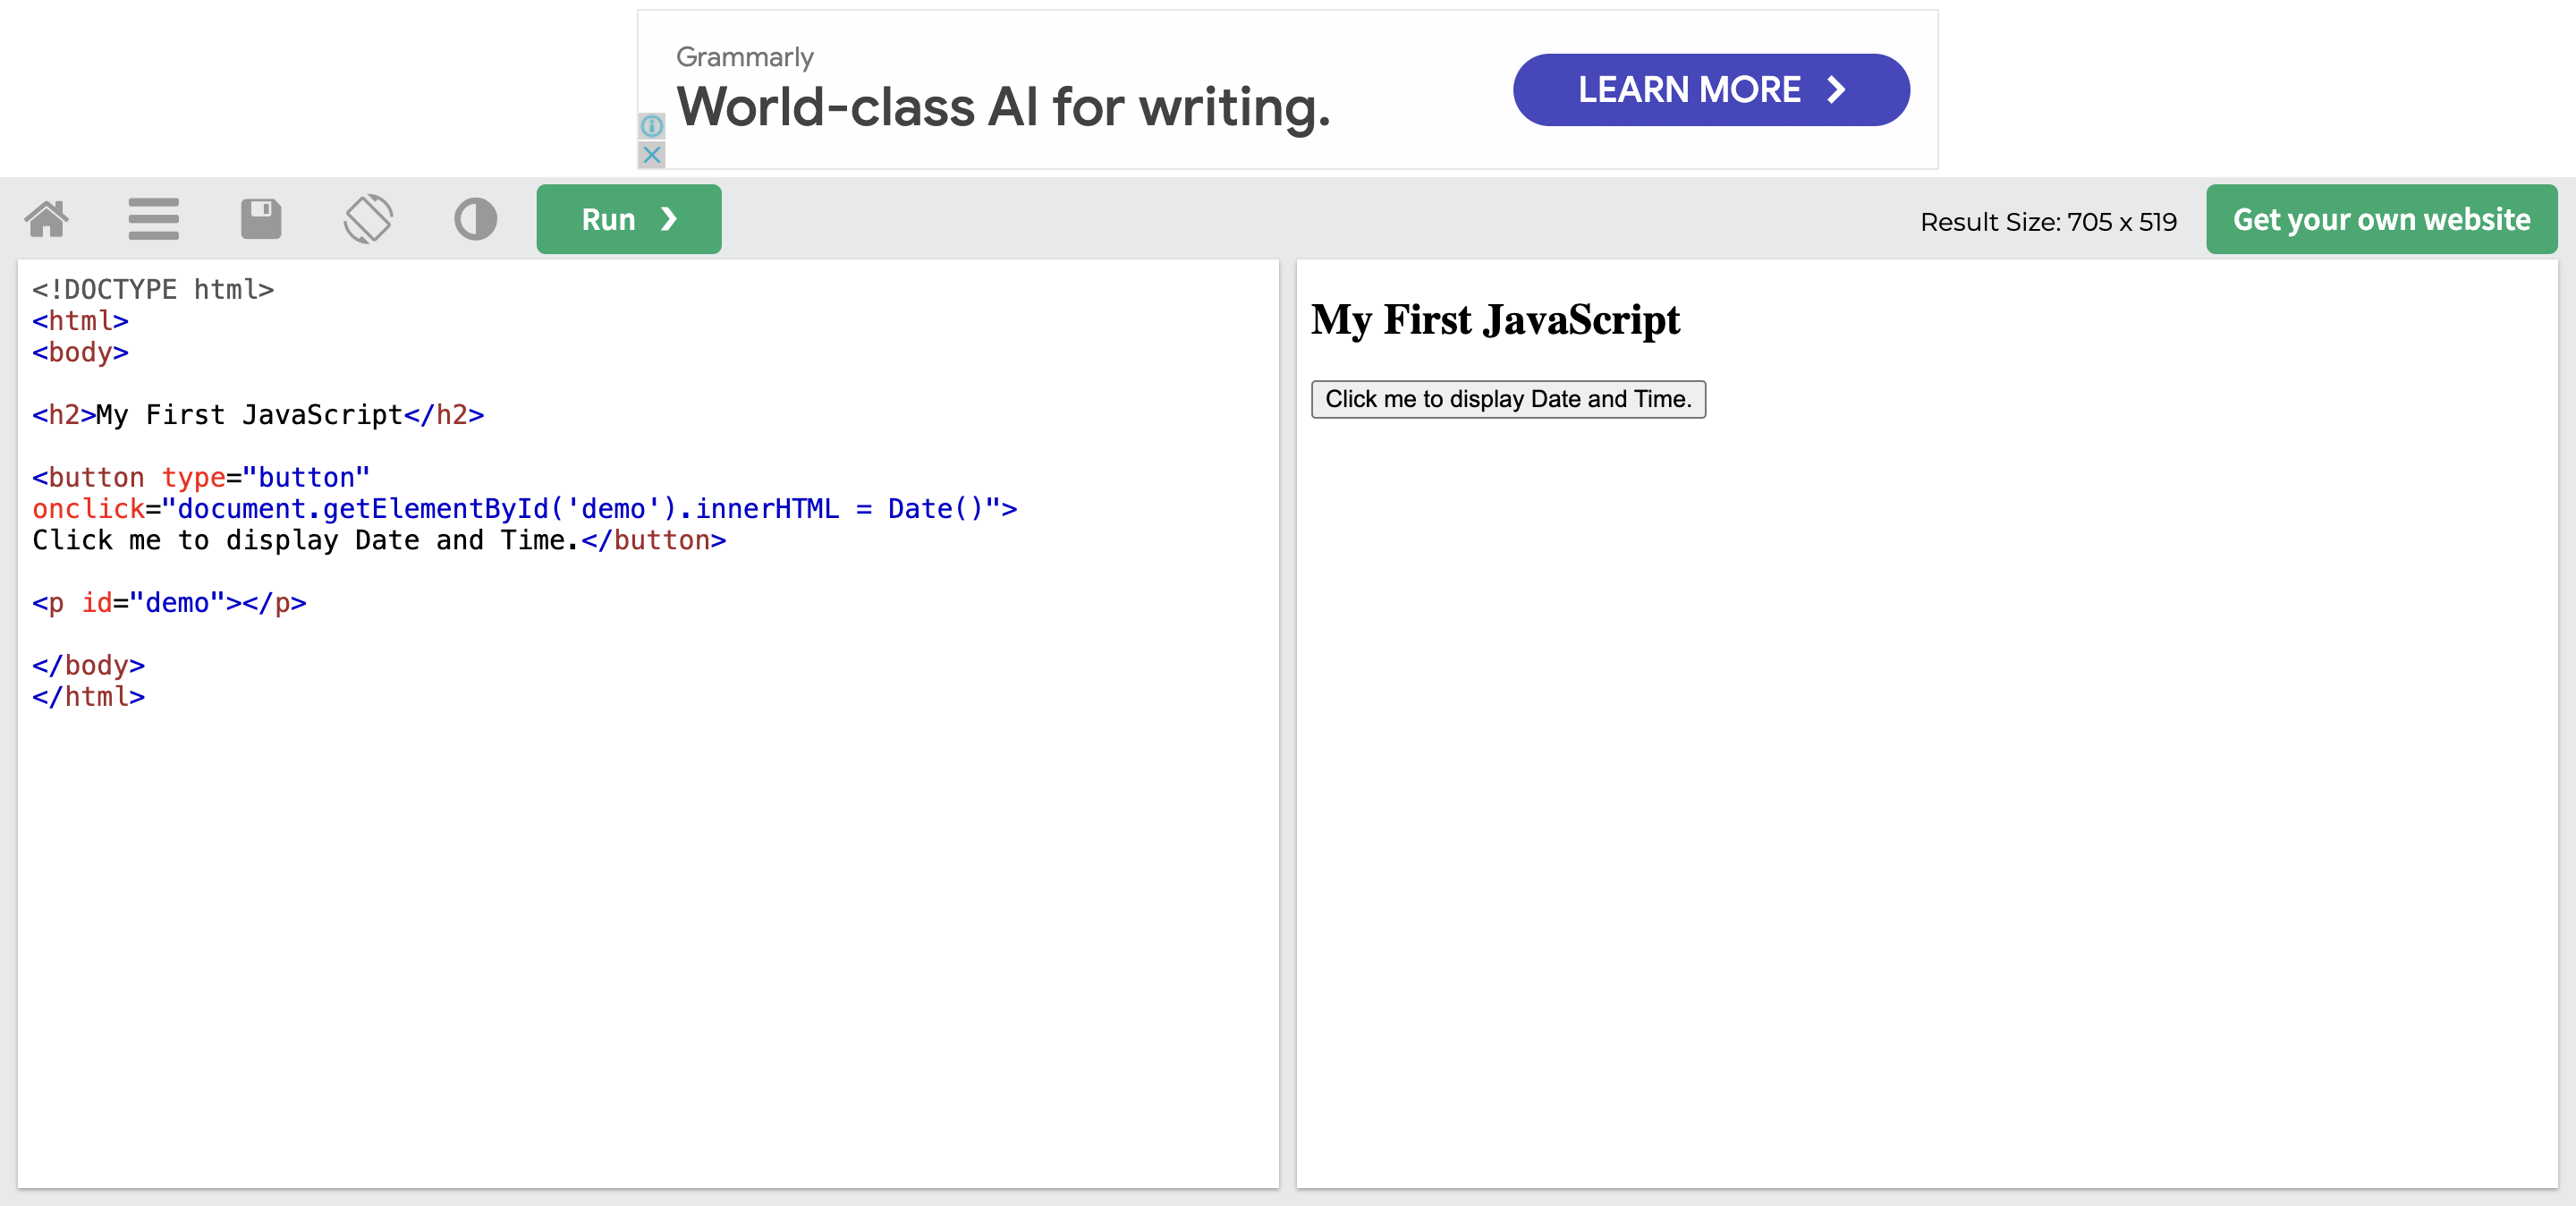 Grammarly
World-class AI for writing.
LEARN MORE
Run
Result Size: 705 x 519
Get your own website
<!DOCTYPE html>
<html>
<body>
<h2>My First JavaScript</h2>
<button type="button"
onclick="document.getElementById('demo').innerHTML = Date()">
Click me to display Date and Time.</button>
<p id="demo"></p>
</body>
</html>
My First JavaScript
Click me to display Date and Time.